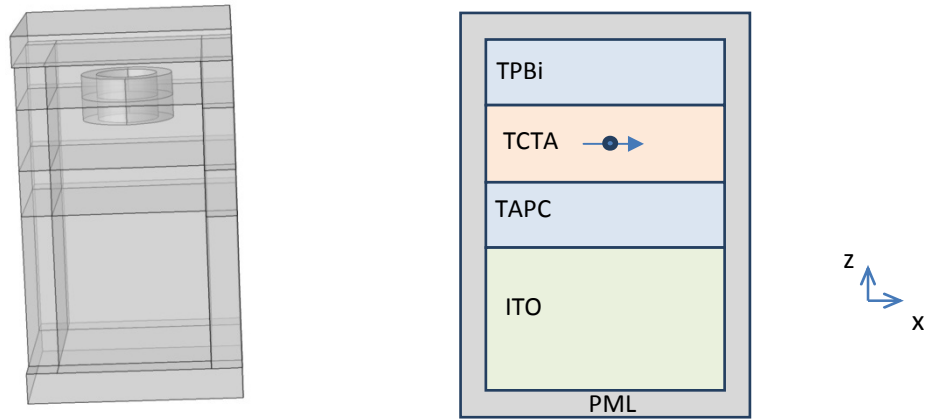 TPBi
TCTA
TAPC
ITO
PML
z
x